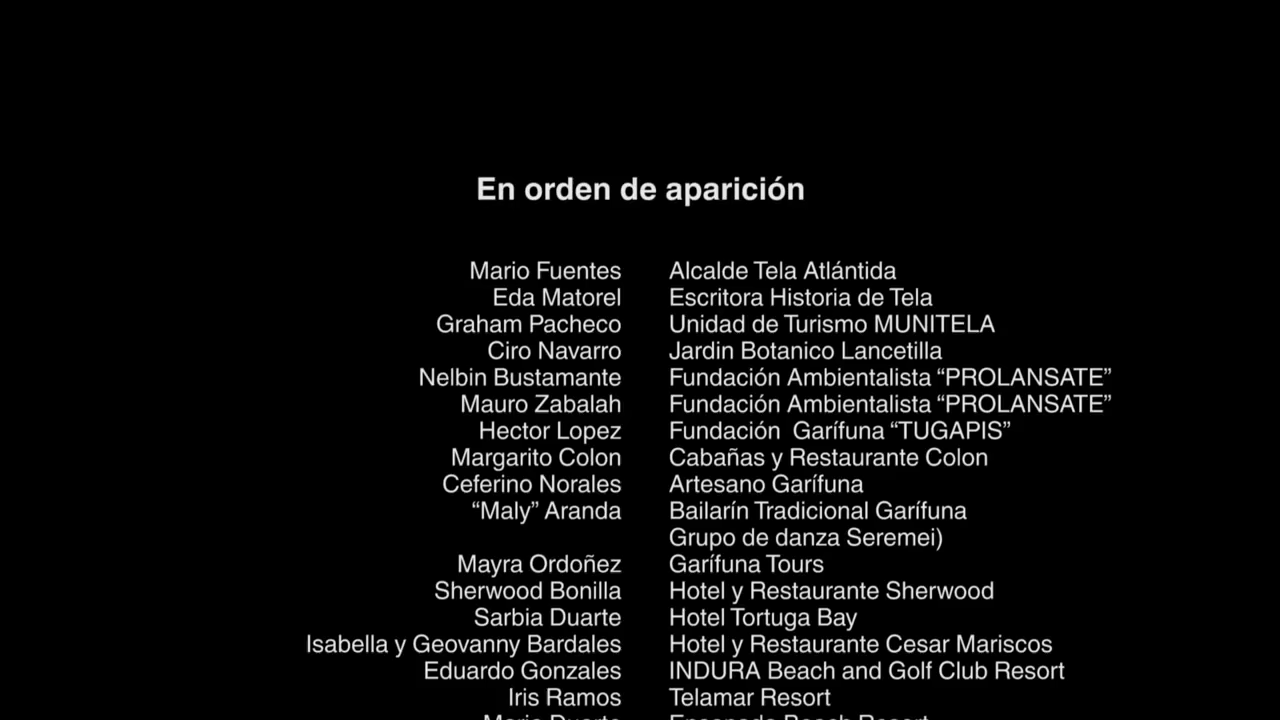 En orden de aparición
Mario Fuentes Alcalde Tela Atlántida
Eda Matorel Escritora Historia de Tela
Graham Pacheco Unidad de Turismo MUNITELA
Ciro Navarro Jardin Botanico Lancetilla
Nelbin Bustamante Fundación Ambientalista “PROLANSATE”
Mauro Zabalah Fundación Ambientalista “PROLANSATE”
Hector Lopez Fundación Garífuna “TUGAPIS”
Margarito Colon Cabañas y Restaurante Colon
Ceferino Norales Artesano Garífuna
“Maly” Aranda Bailarín Tradicional Garífuna
Grupo de danza Seremei)
Mayra Ordoñez Garífuna Tours
Sherwood Bonilla Hotel y Restaurante Sherwood
Sarbia Duarte Hotel Tortuga Bay
Isabella y Geovanny Bardales Hotel y Restaurante Cesar Mariscos
Eduardo Gonzales INDURA Beach and Golf Club Resort
Iris Ramos Telamar Resort